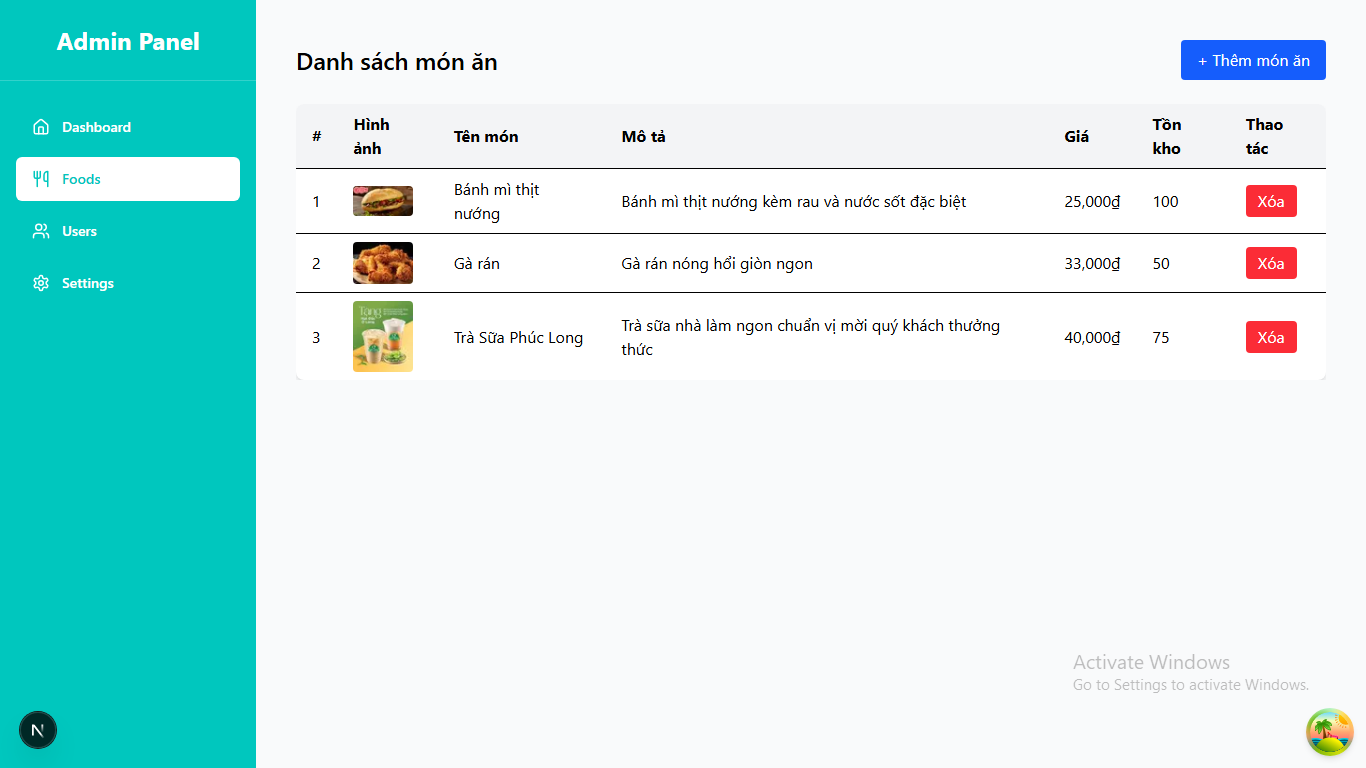 Admin Panel
Dashboard
Foods
Users
Settings
Danh sách món ăn
+ Thêm món ăn
#
Hình
ảnh
Tên món
Mô tả
Giá
Tồn
kho
Thao
tác
1
Bánh mì thịt
nướng
Bánh mì thịt nướng kèm rau và nước sốt đặc biệt
25,000₫
100
Xóa
2
Gà rán
Gà rán nóng hổi giòn ngon
33,000₫
50
Xóa
3
Trà Sữa Phúc Long
Trà sữa nhà làm ngon chuẩn vị mời quý khách thưởng
thức
40,000₫
75
Xóa
Activate Windows
Go to Settings to activate Windows.
N